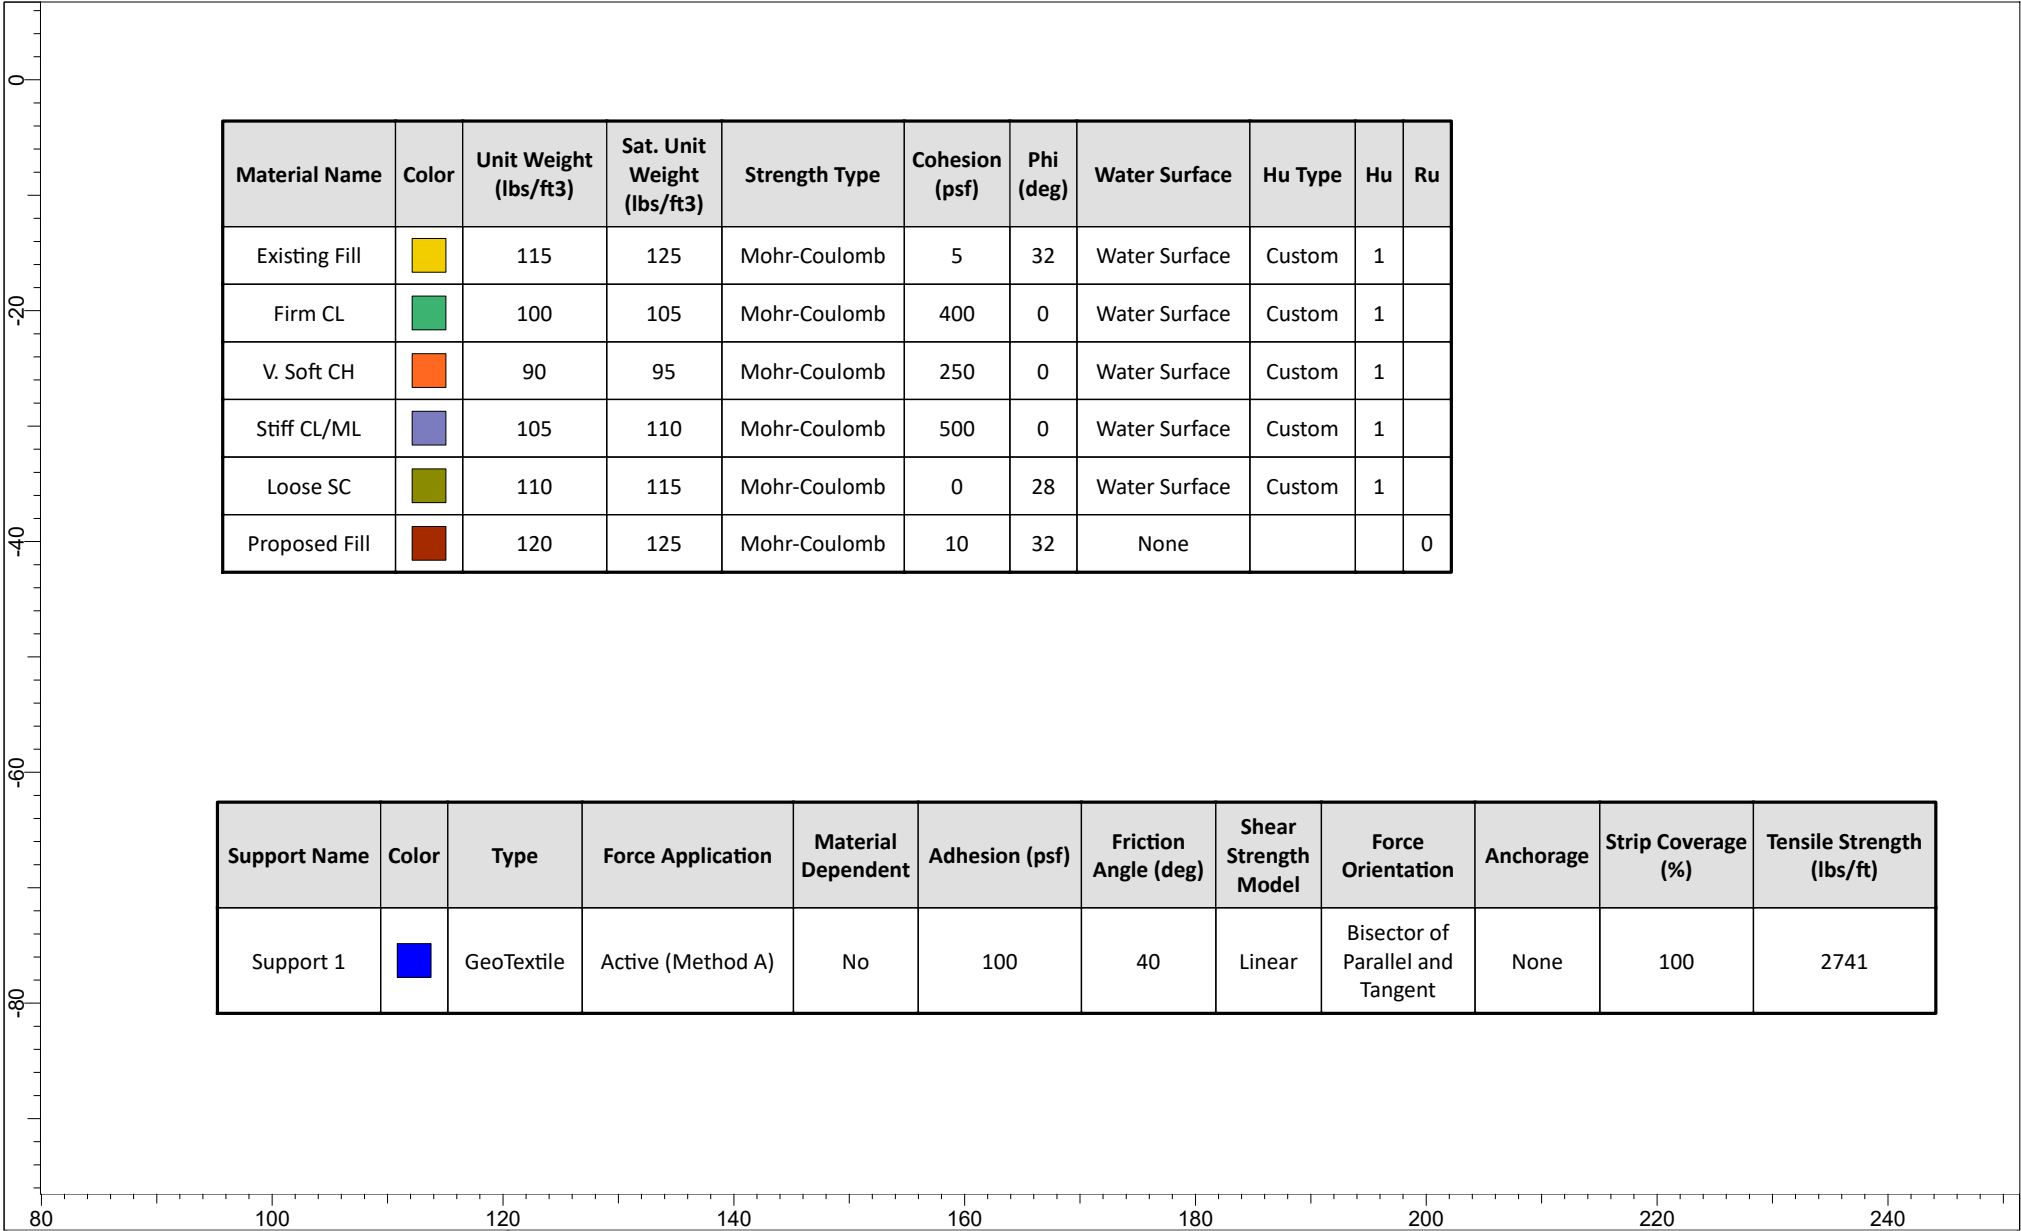 0
-20
-40
-60
-80
Material Name Color Unit Weight (lbs/ft3) Sat. Unit Weight (lbs/ft3) Strength Type Cohesion (psf) Phi (deg) Water Surface Hu Type Hu Ru
Existing Fill 115 125 Mohr-Coulomb 5 32 Water Surface Custom 1
Firm CL 100 105 Mohr-Coulomb 400 0 Water Surface Custom 1
V. Soft CH 90 95 Mohr-Coulomb 250 0 Water Surface Custom 1
Stiff CL/ML 105 110 Mohr-Coulomb 500 0 Water Surface Custom 1
Loose SC 110 115 Mohr-Coulomb 0 28 Water Surface Custom 1
Proposed Fill 120 125 Mohr-Coulomb 10 32 None 0
Support Name Color Type Force Application Material Dependent Adhesion (psf) Friction Angle (deg) Shear Strength Model Force Orientation Anchorage Strip Coverage (%) Tensile Strength (lbs/ft)
Support 1 GeoTextile Active (Method A) No 100 40 Linear Bisector of Parallel and Tangent None 100 2741
80 100 120 140 160 180 200 220 240